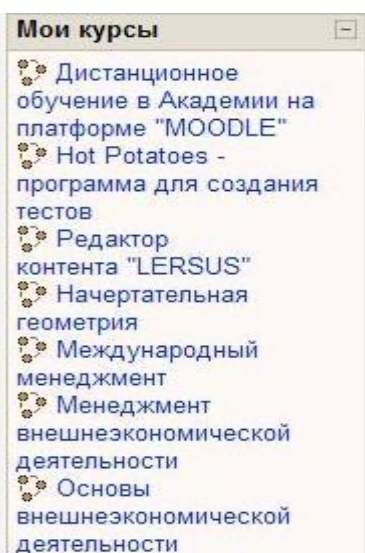 Мои курсы
Дистанционное
обучение в Академии на
платформе "MOODLE"
Hot Potatoes -
программа для создания
тестов
Редактор
контента "LERSUS"
Начертательная
геометрия
Международный
менеджмент
Менеджмент
внешнеэкономической
деятельности
Основы
внешнеэкономической
деятельности